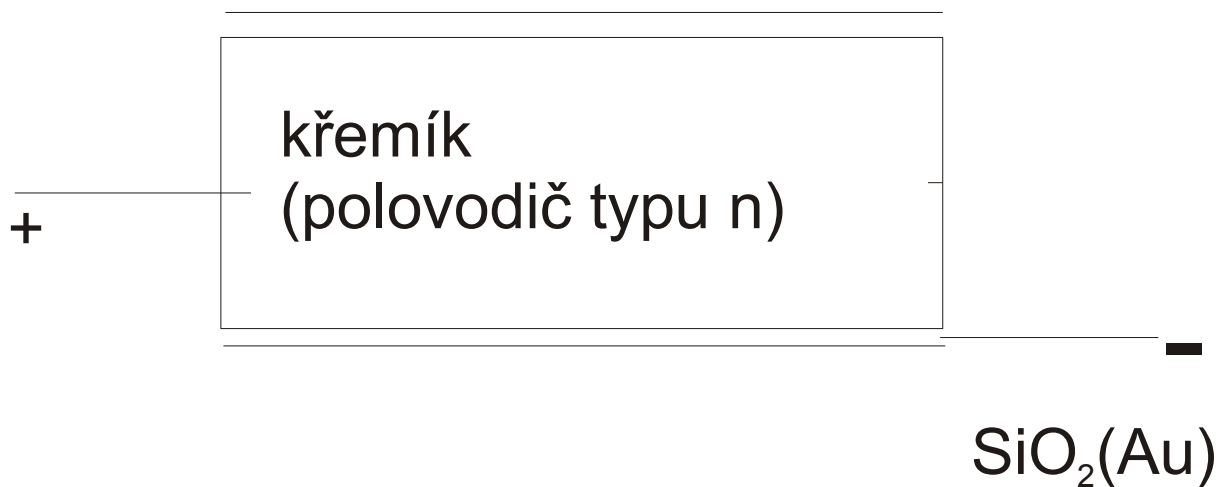 křemík
(polovodič typu n)
+
-
SiO₂(Au)